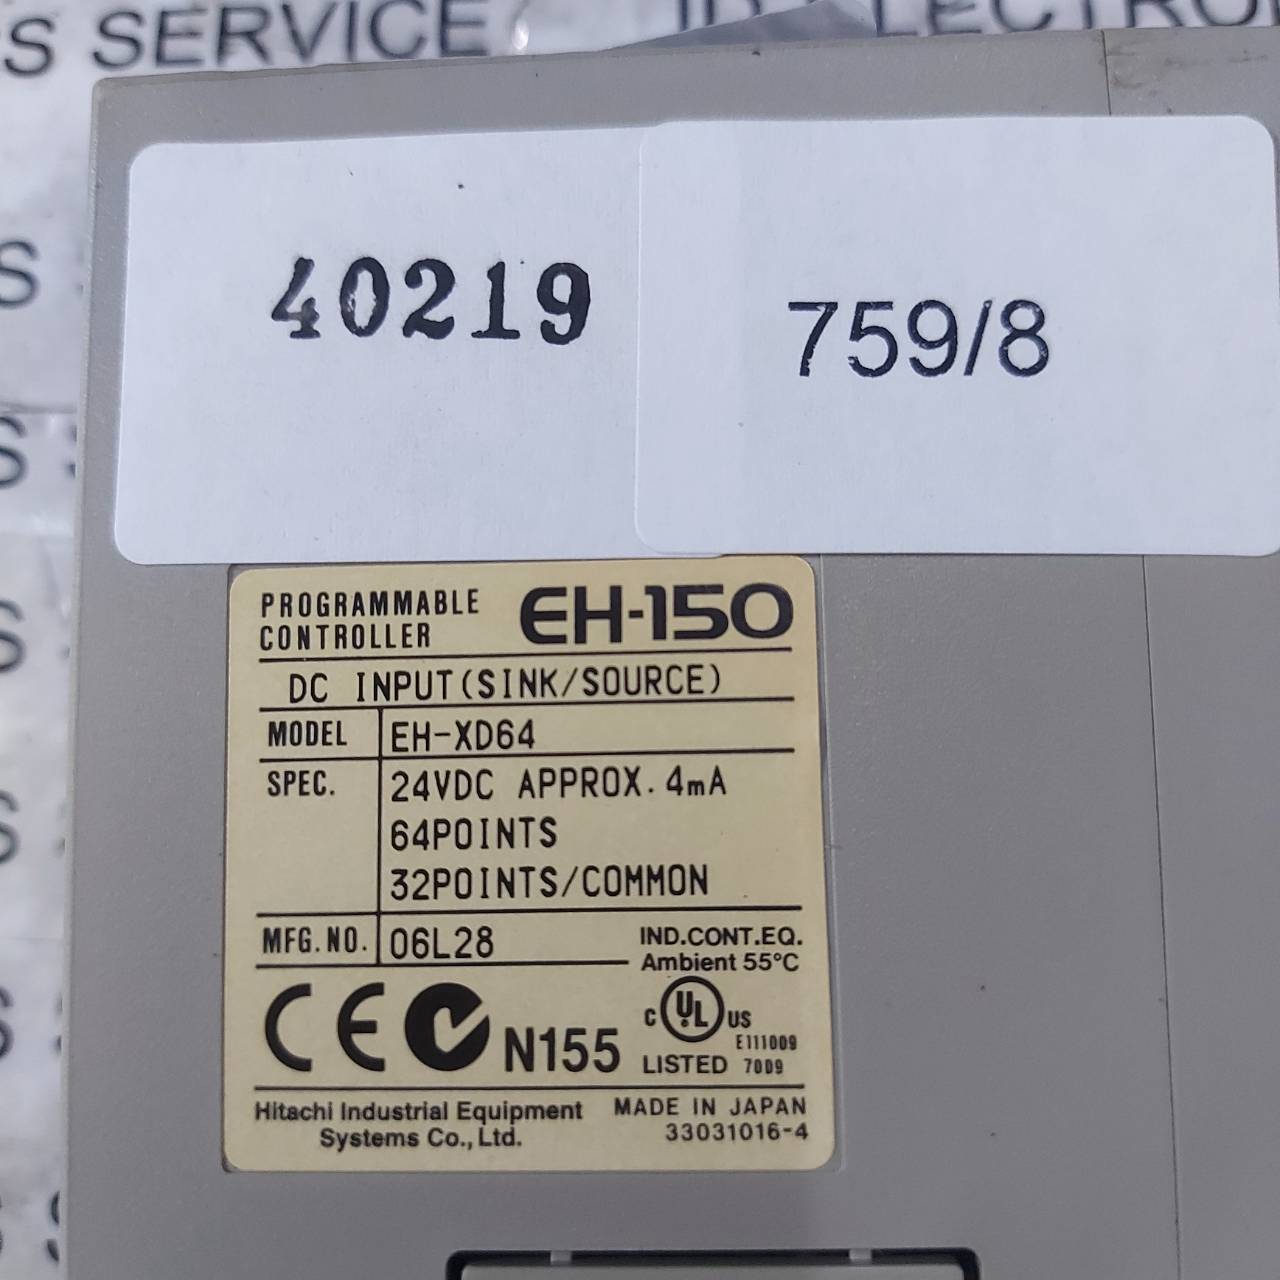 S SERVICE
ID ELECTRO
40219
759/8
PROGRAMMABLE
CONTROLLER
EH-150
DC INPUT(SINK/SOURCE)
MODEL EH-XD64
SPEC. 24VDC APPROX. 4mA
64POINTS
32POINTS/COMMON
MFG.NO. 06L28
IND.CONT.EQ.
Ambient 55°C
CE N155
C UL US
E111009
LISTED 70D9
Hitachi Industrial Equipment
Systems Co.,Ltd.
MADE IN JAPAN
33031016-4